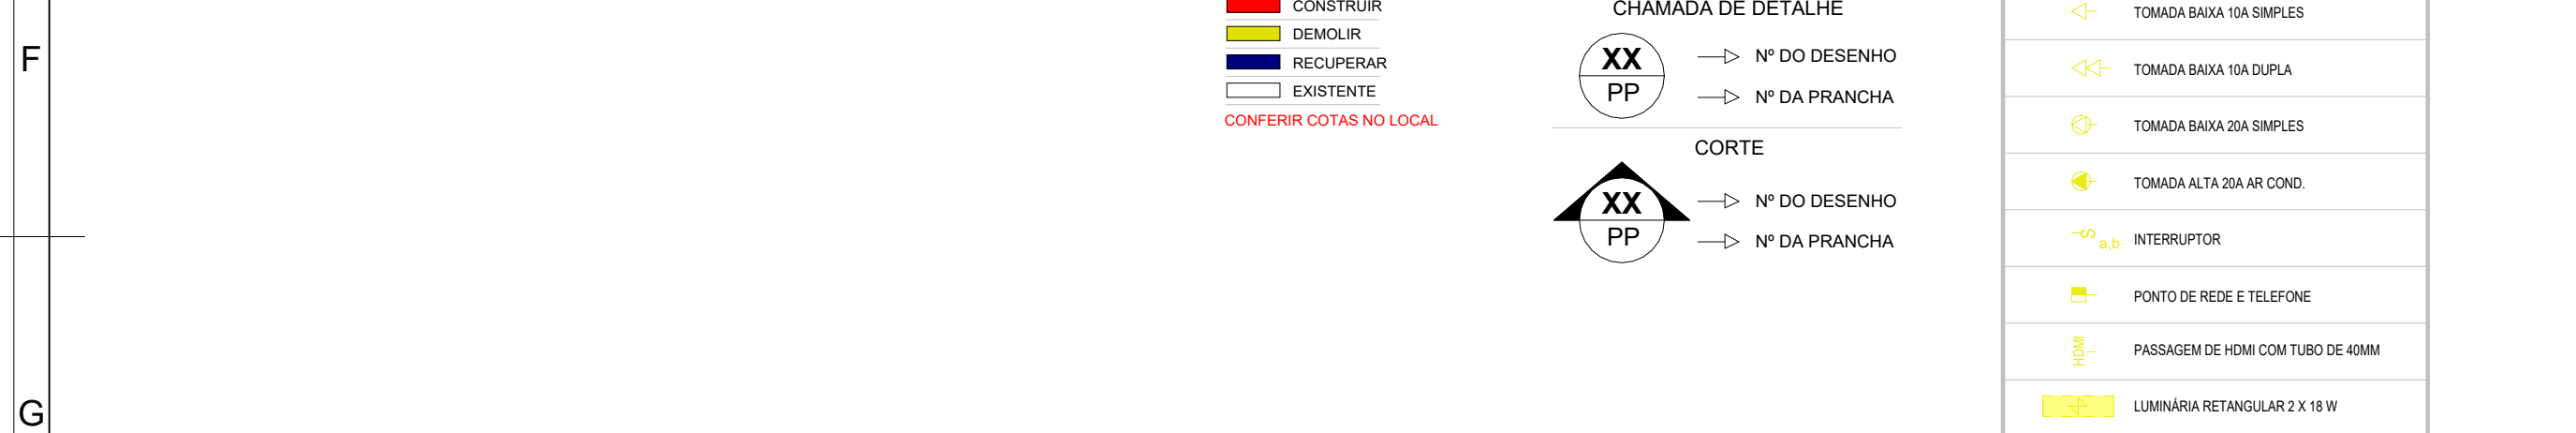 F
G
CONSTRUIR
DEMOLIR
RECUPERAR
EXISTENTE
CONFERIR COTAS NO LOCAL
CHAMADA DE DETALHE
XX
PP
Nº DO DESENHO
Nº DA PRANCHA
CORTE
XX
PP
Nº DO DESENHO
Nº DA PRANCHA
TOMADA BAIXA 10A SIMPLES
TOMADA BAIXA 10A DUPLA
TOMADA BAIXA 20A SIMPLES
TOMADA ALTA 20A AR COND.
S a,b INTERRUPTOR
PONTO DE REDE E TELEFONE
HDMI PASSAGEM DE HDMI COM TUBO DE 40MM
LUMINÁRIA RETANGULAR 2 X 18 W